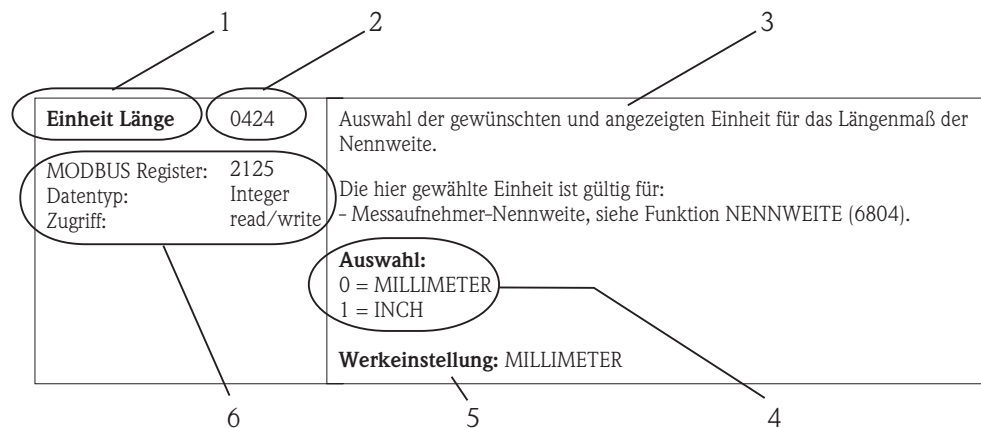 1 2 3
Einheit Länge 0424
MODBUS Register: 2125
Datentyp: Integer
Zugriff: read/write
Auswahl der gewünschten und angezeigten Einheit für das Längenmaß der
Nennweite.
Die hier gewählte Einheit ist gültig für:
- Messaufnehmer-Nennweite, siehe Funktion NENNWEITE (6804).
Auswahl:
0 = MILLIMETER
1 = INCH
Werkeinstellung: MILLIMETER
6 5 4